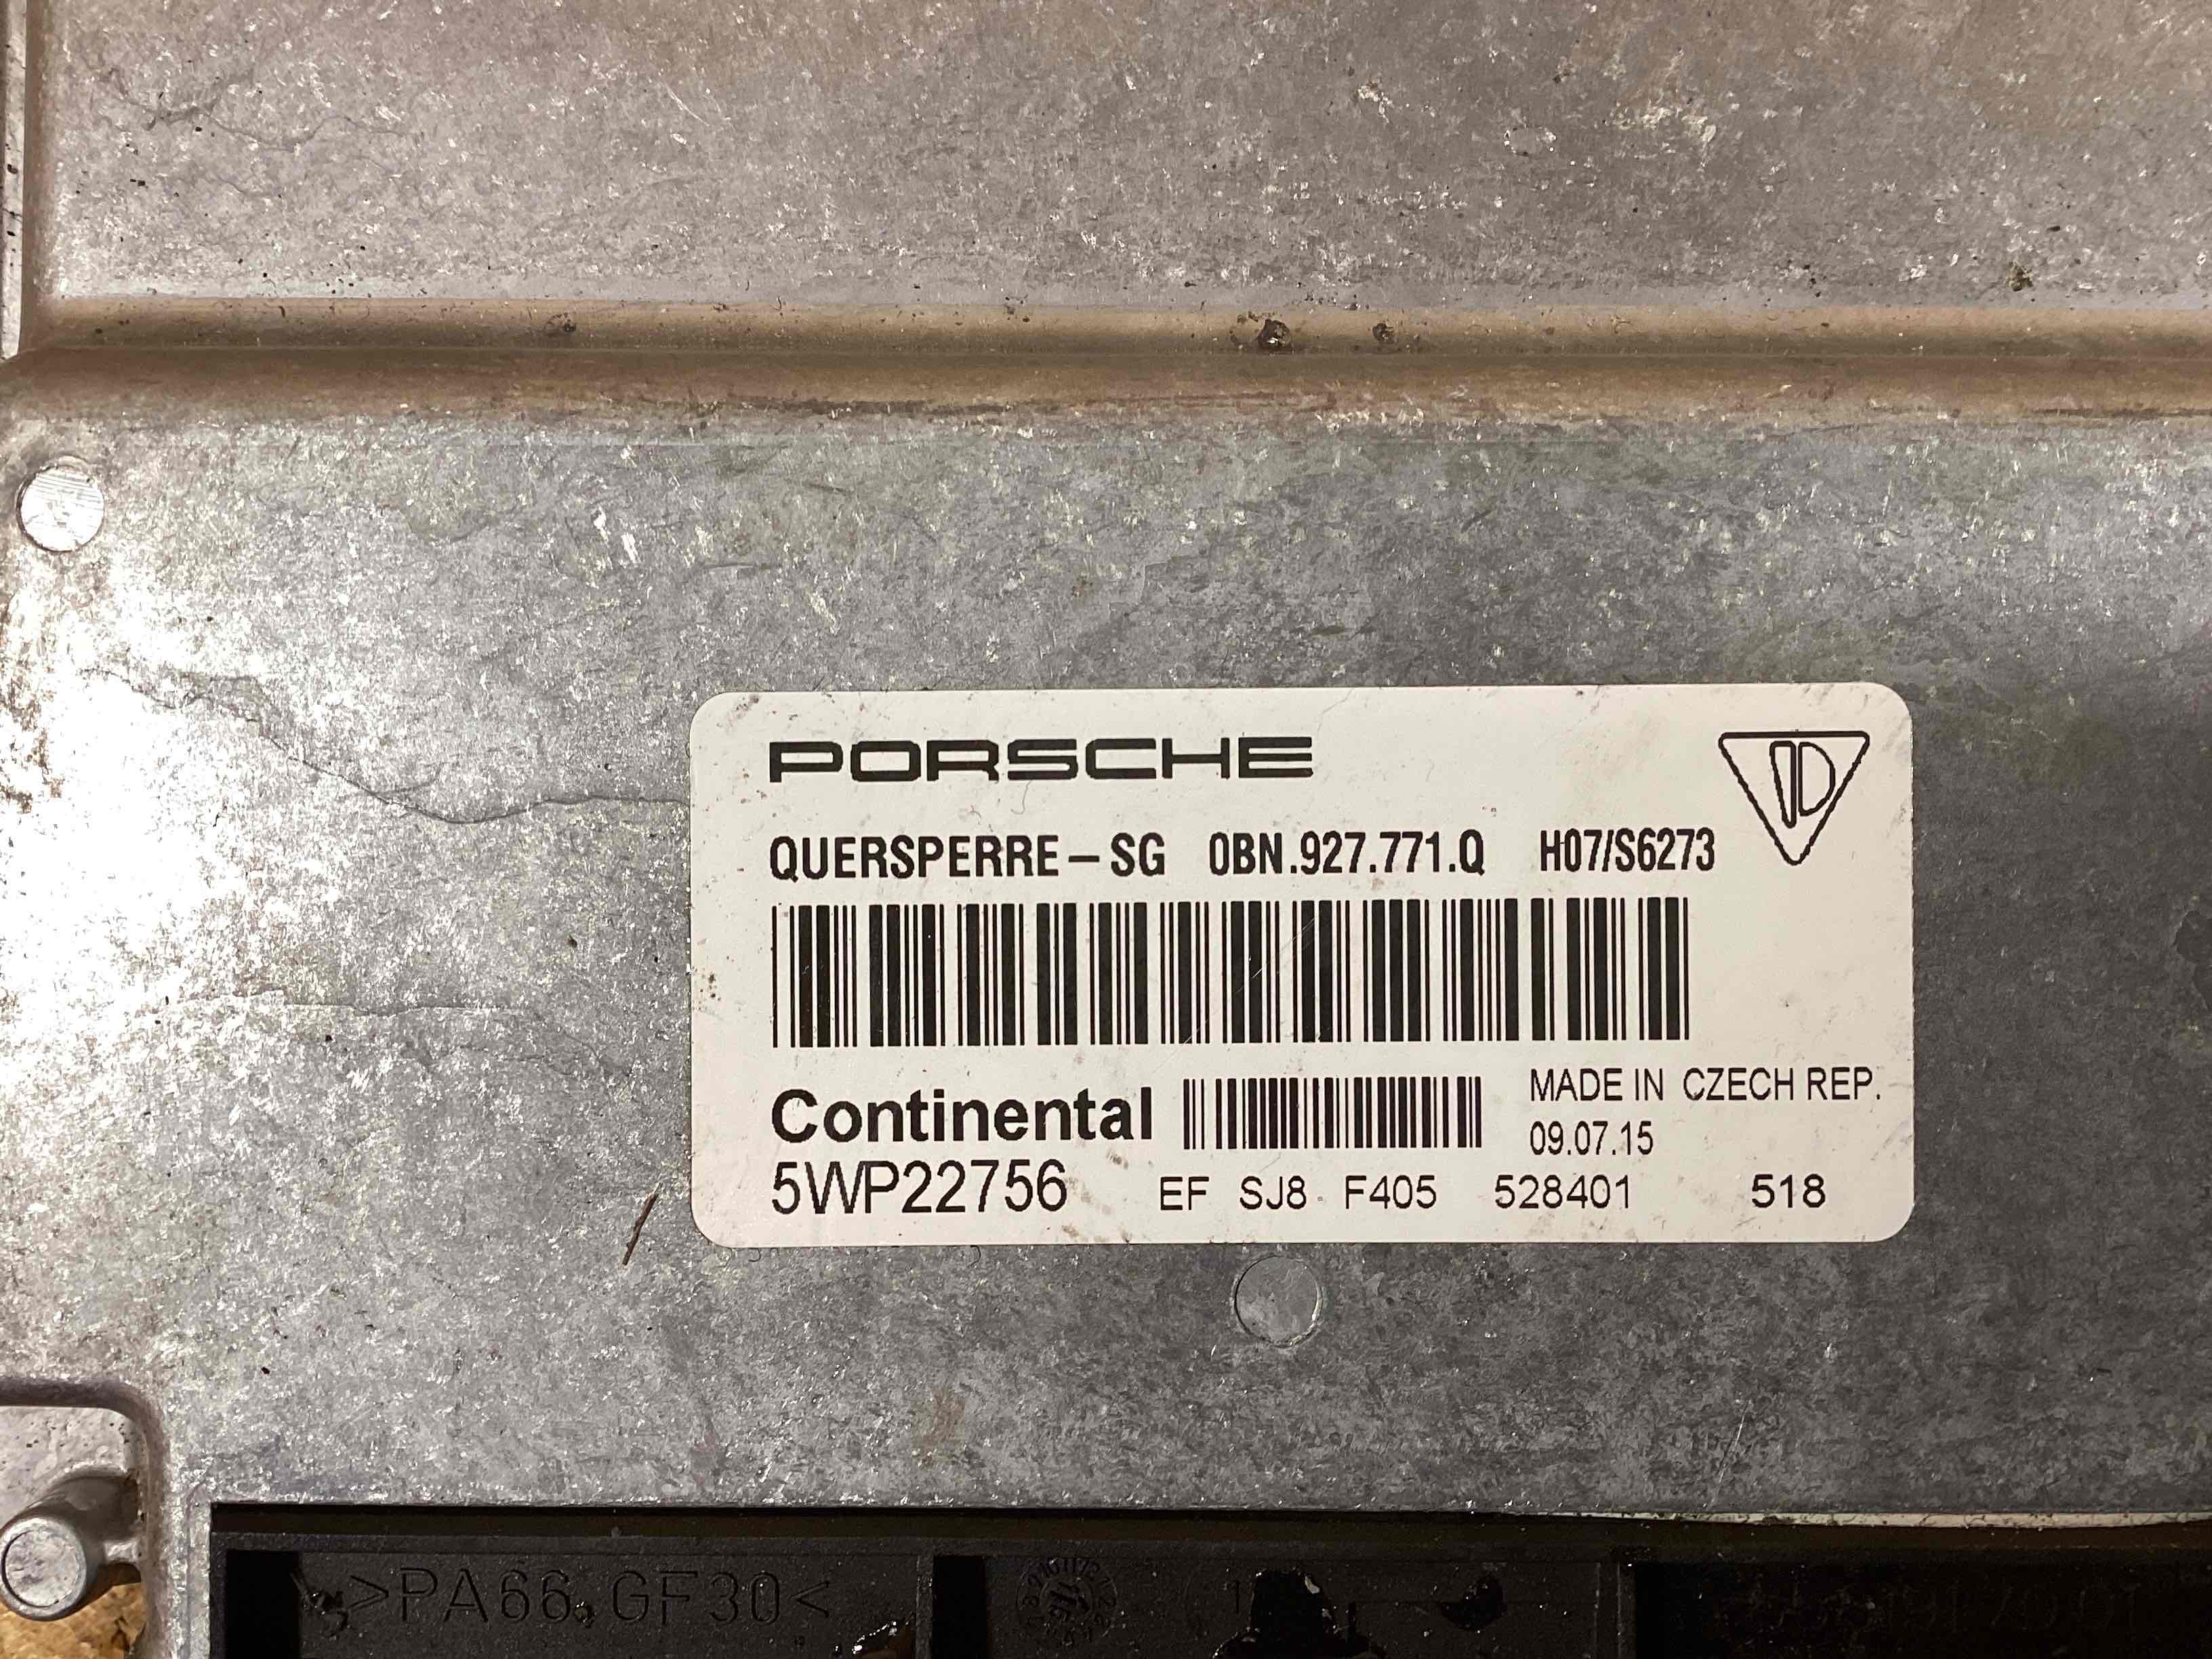 PORSCHE
QUERSPERRE-SG 0BN.927.771.Q H07/S6273
Continental MADE IN CZECH REP.
09.07.15
5WP22756 EF SJ8 F405 528401 518
>PA66,GF30<